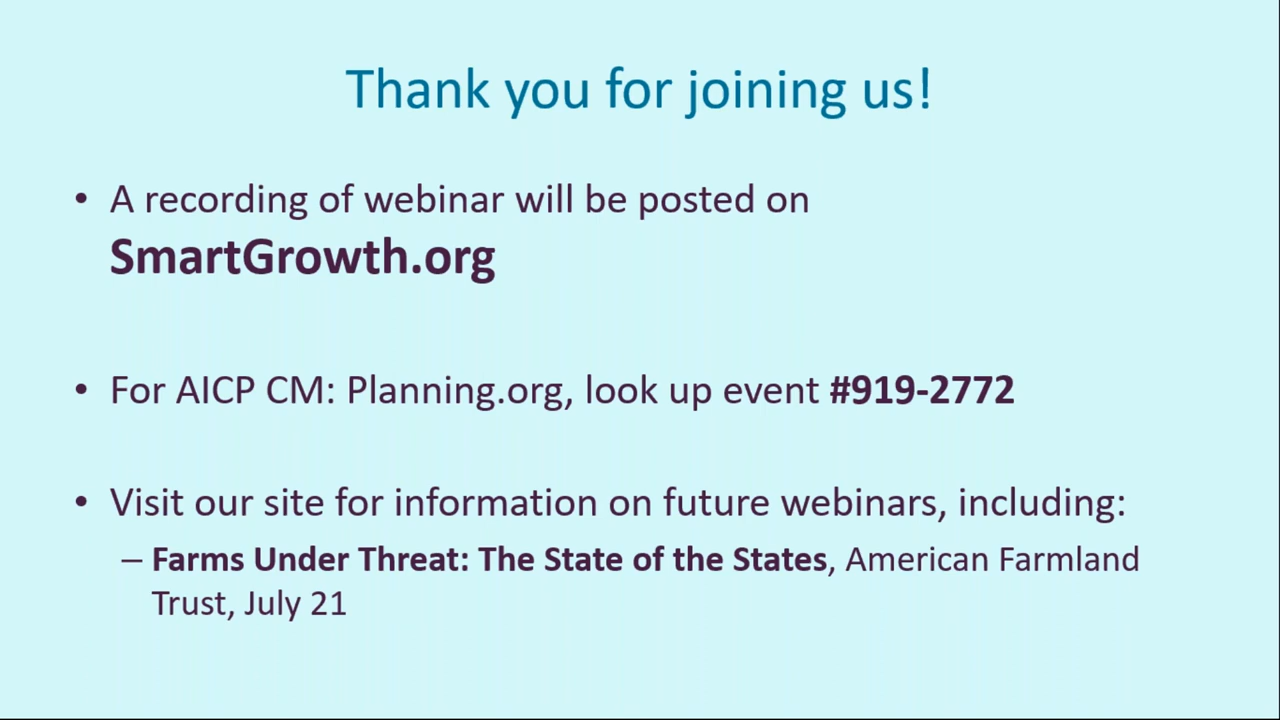 Thank you for joining us!
• A recording of webinar will be posted on
SmartGrowth.org
• For AICP CM: Planning.org, look up event #919-2772
• Visit our site for information on future webinars, including:
– Farms Under Threat: The State of the States, American Farmland
Trust, July 21